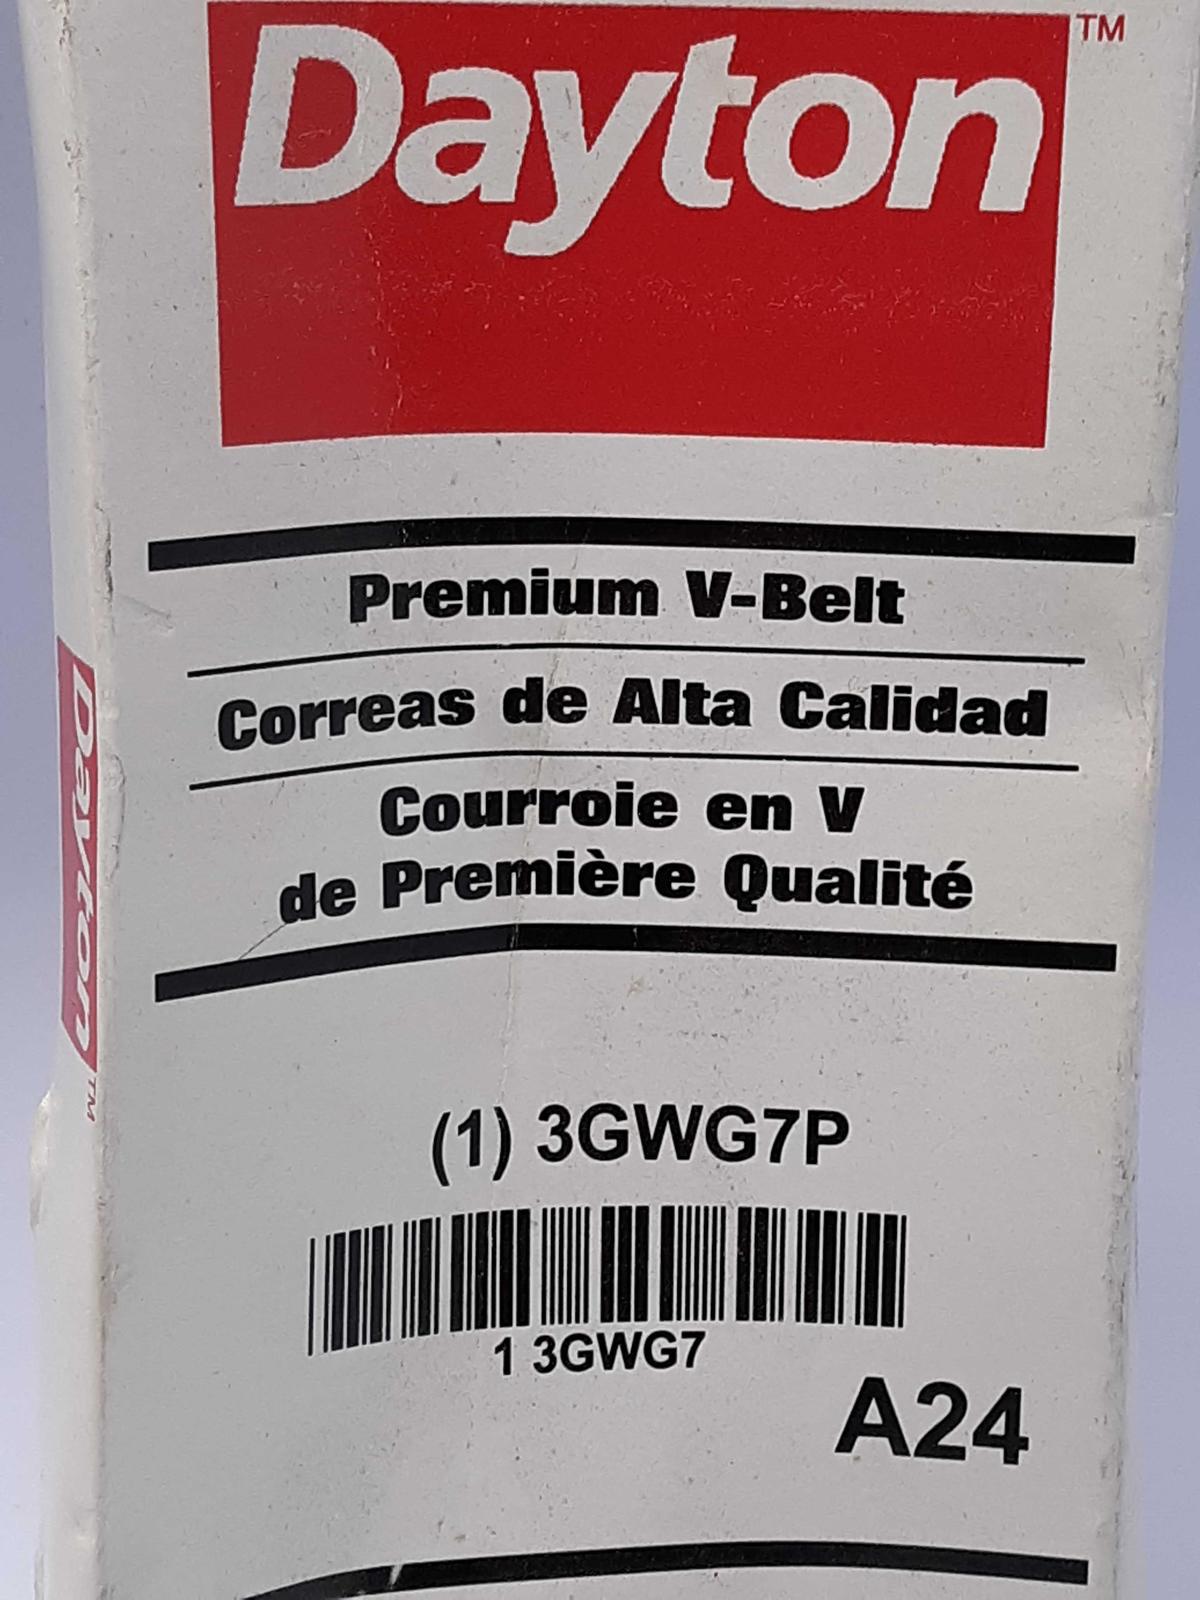 Dayton™
Premium V-Belt
Correas de Alta Calidad
Courroie en V
de Première Qualité
Dayton™
(1) 3GWG7P
1 3GWG7
A24